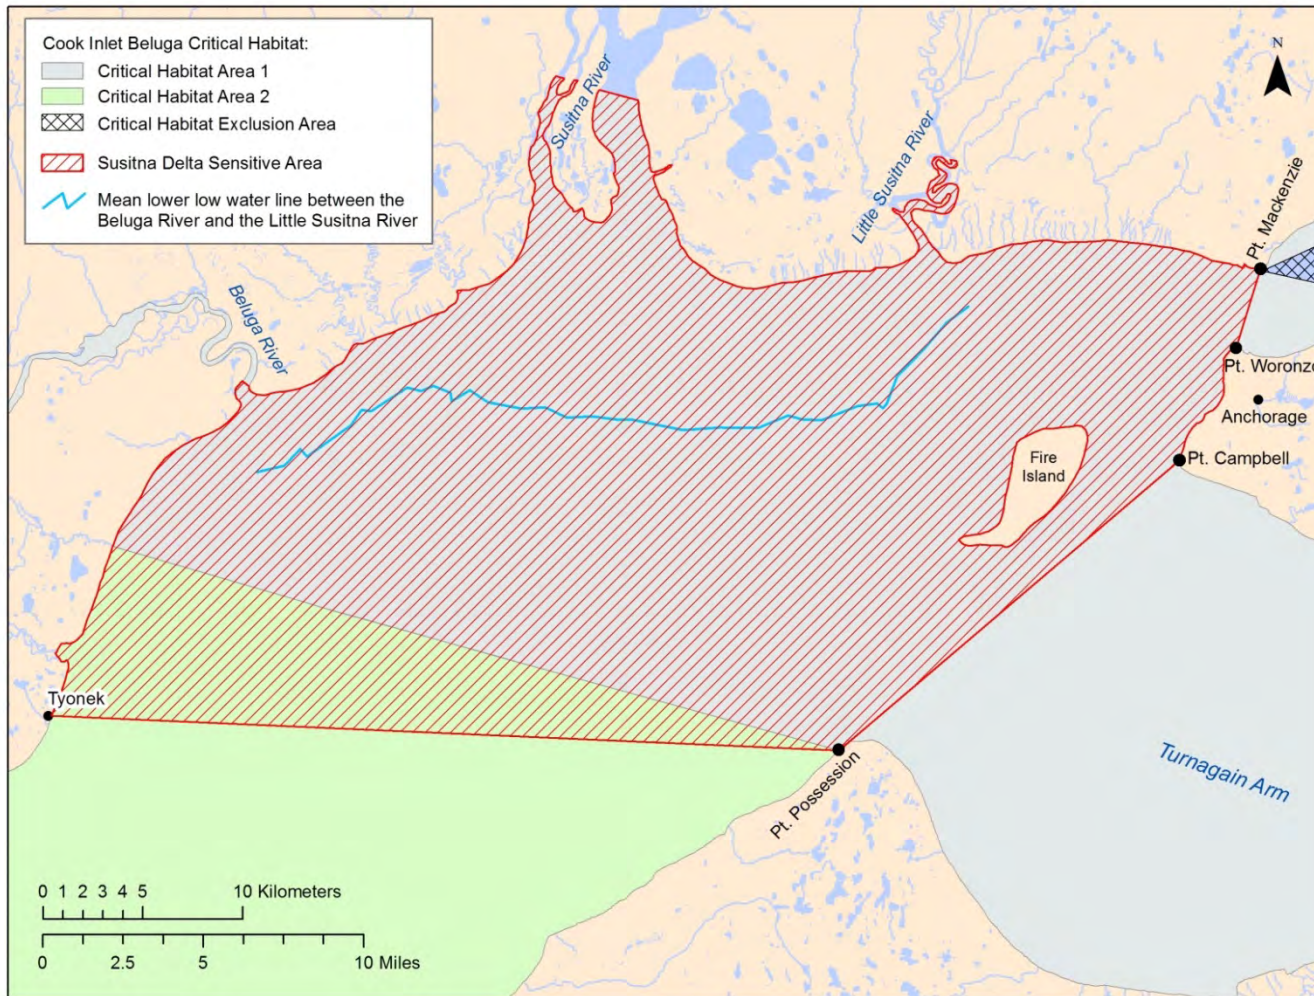 Cook Inlet Beluga Critical Habitat:
Critical Habitat Area 1
Critical Habitat Area 2
Critical Habitat Exclusion Area
Susitna Delta Sensitive Area
Mean lower low water line between the
Beluga River and the Little Susitna River
Susitna River
Little Susitna River
N
Pt. Mackenzie
Beluga River
Pt. Woronzo
Anchorage
Pt. Campbell
Fire
Island
Tyonek
Pt. Possession
Turnagain Arm
0 1 2 3 4 5 10 Kilometers
0 2.5 5 10 Miles